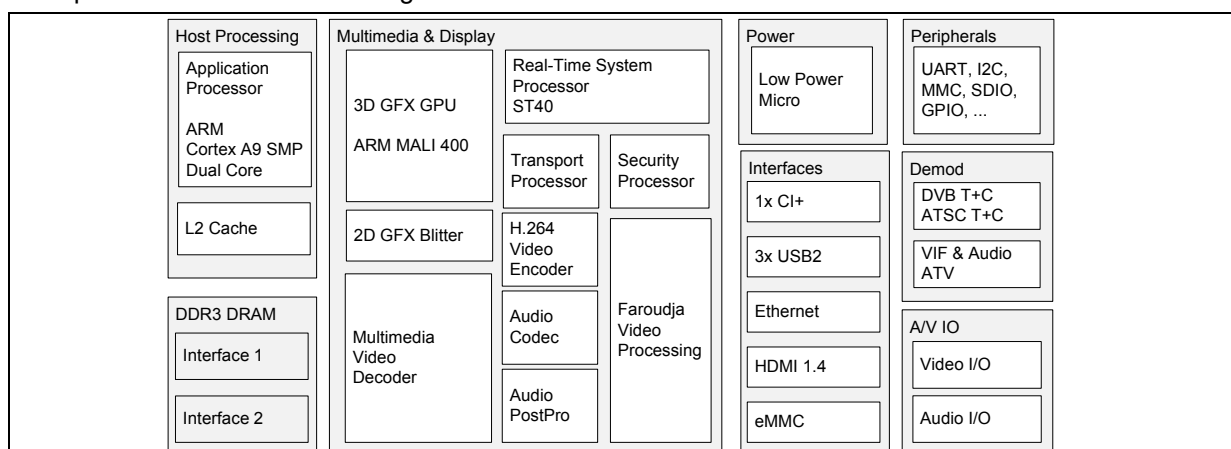 Host Processing
Application
Processor
ARM
Cortex A9 SMP
Dual Core
L2 Cache
DDR3 DRAM
Interface 1
Interface 2
Multimedia & Display
3D GFX GPU
ARM MALI 400
2D GFX Blitter
Multimedia
Video
Decoder
Real-Time System
Processor
ST40
Transport
Processor
Security
Processor
H.264
Video
Encoder
Audio
Codec
Audio
PostPro
Faroudja
Video
Processing
Power
Low Power
Micro
Interfaces
1x CI+
3x USB2
Ethernet
HDMI 1.4
eMMC
Peripherals
UART, I2C,
MMC, SDIO,
GPIO, ...
Demod
DVB T+C
ATSC T+C
VIF & Audio
ATV
A/V IO
Video I/O
Audio I/O